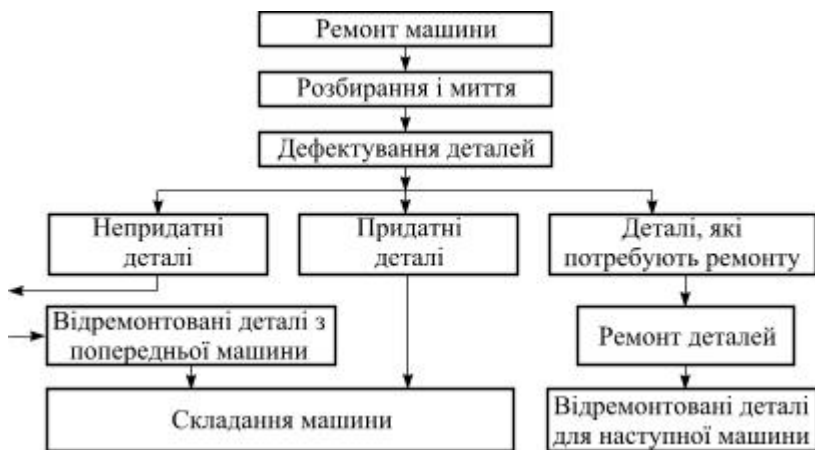 Ремонт машини
Розбирання і миття
Дефектування деталей
Непридатні
деталі
Придатні
деталі
Деталі, які
потребують ремонту
Відремонтовані деталі з
попередньої машини
Ремонт деталей
Складання машини
Відремонтовані деталі
для наступної машини